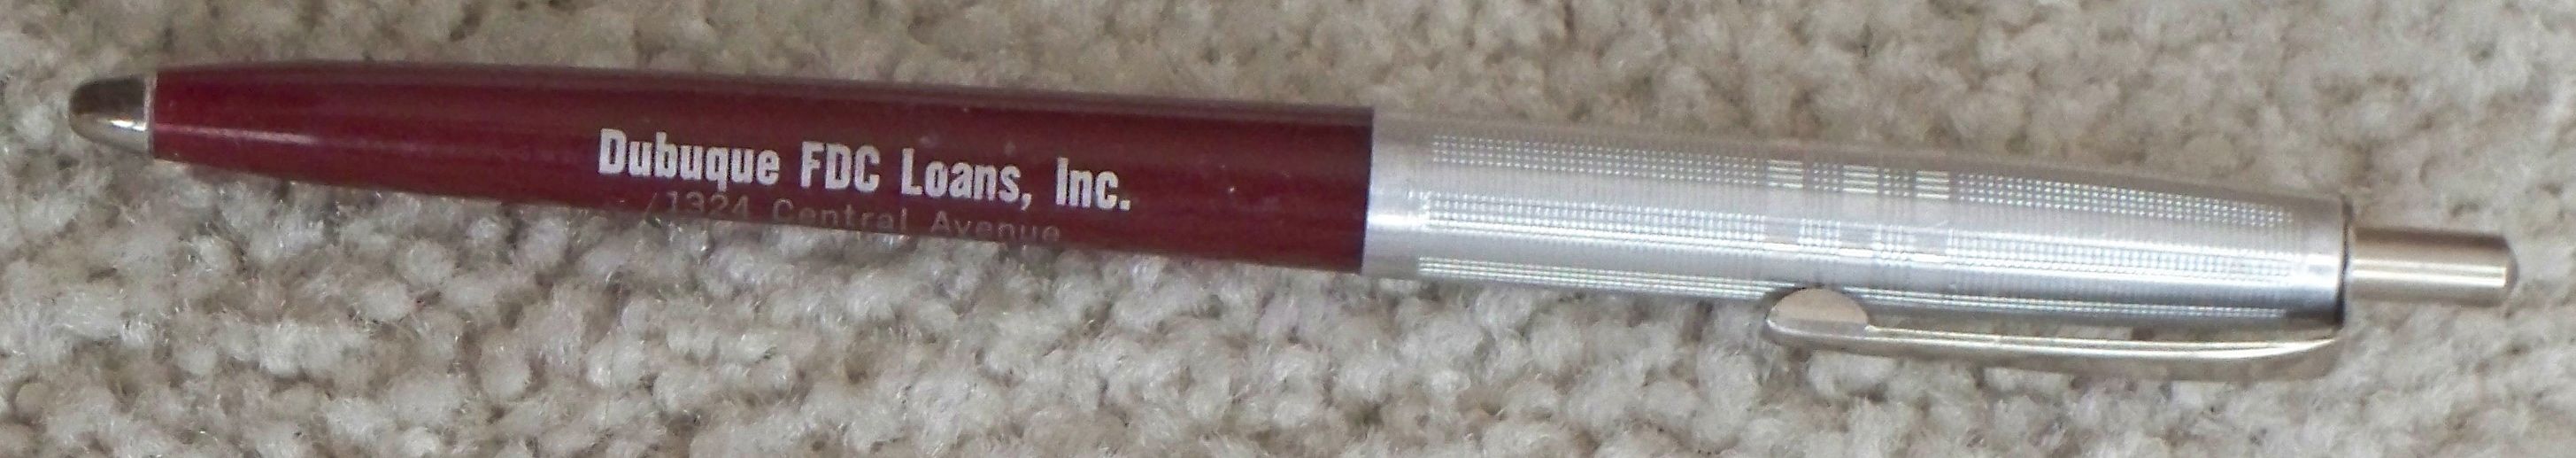 Dubuque FDC Loans, Inc.
1324 Central Avenue